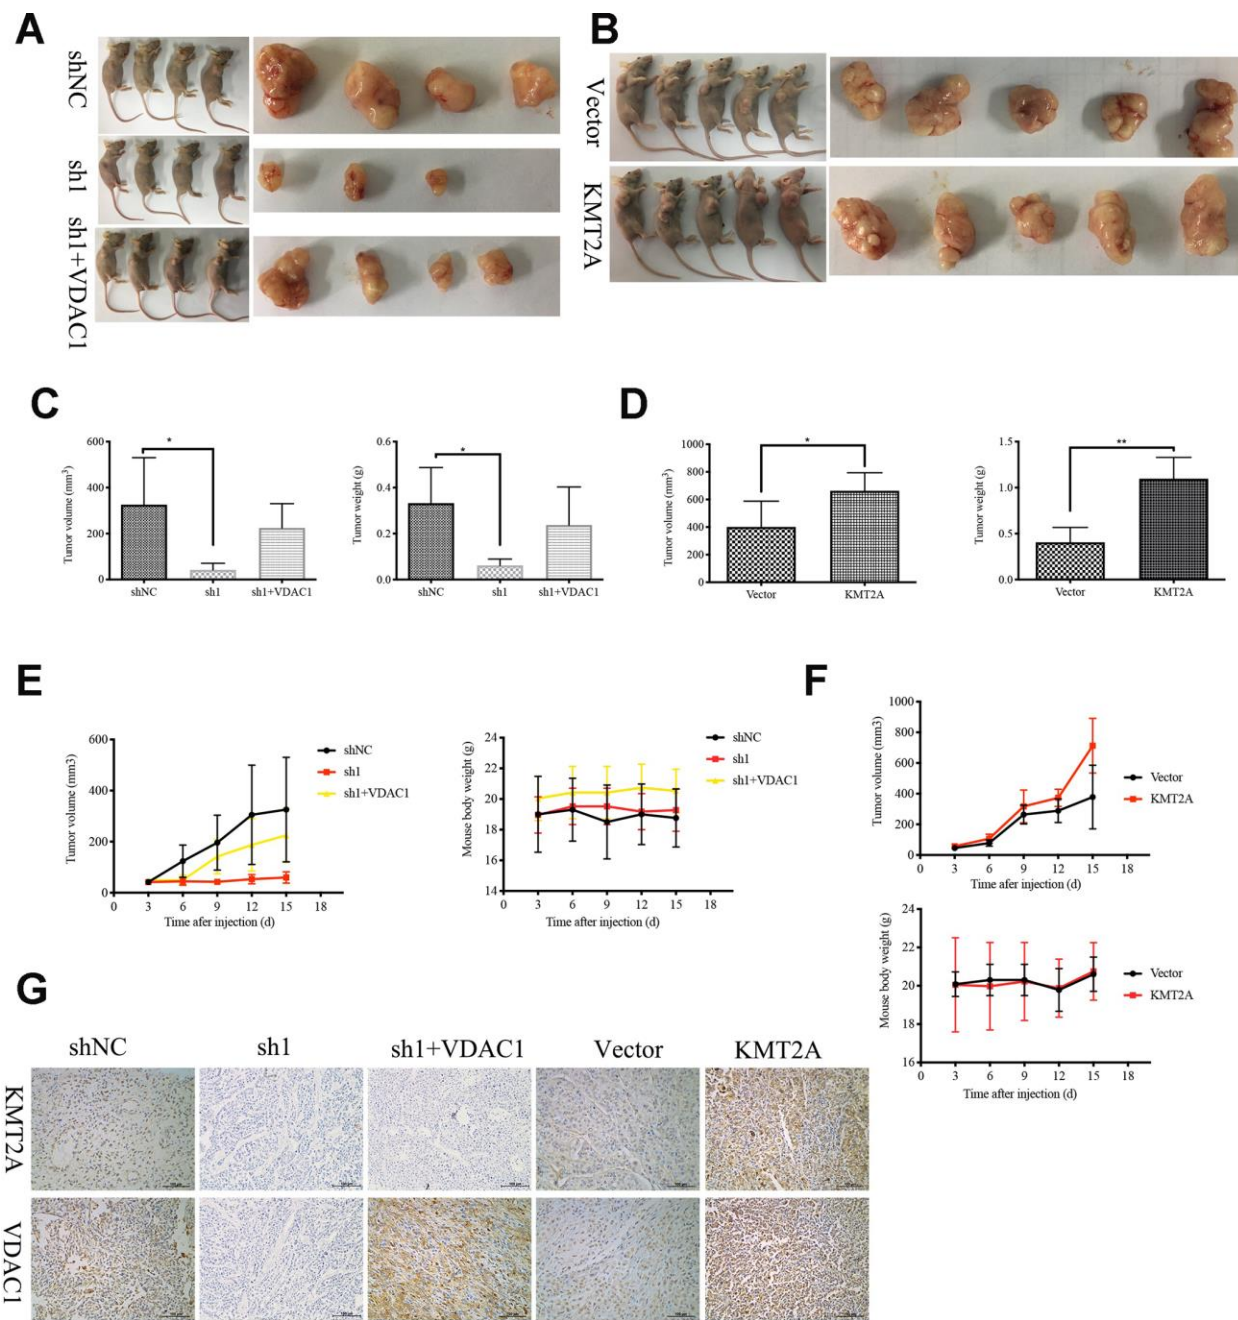 A
shNC
sh1
sh1+VDAC1
B
Vector
KMT2A
C
Tumor volume (mm³)
600
400
200
0
*
shNC
sh1
sh1+VDAC1
Tumor weight (g)
0.6
0.4
0.2
0.0
*
shNC
sh1
sh1+VDAC1
D
Tumor volume (mm³)
1000
800
600
400
200
0
*
Vector
KMT2A
Tumor weight (g)
1.5
1.0
0.5
0.0
**
Vector
KMT2A
E
Tumor volume (mm3)
600
400
200
0
0 3 6 9 12 15 18
Time afer injection (d)
shNC
sh1
sh1+VDAC1
Mouse body weight (g)
24
22
20
18
16
14
0 3 6 9 12 15 18
Time afer injection (d)
shNC
sh1
sh1+VDAC1
F
Tumor volume (mm3)
1000
800
600
400
200
0
0 3 6 9 12 15 18
Time after injection (d)
Vector
KMT2A
Mouse body weight (g)
24
22
20
18
16
0 3 6 9 12 15 18
Time after injection (d)
Vector
KMT2A
G
shNC sh1 sh1+VDAC1 Vector KMT2A
KMT2A
VDAC1